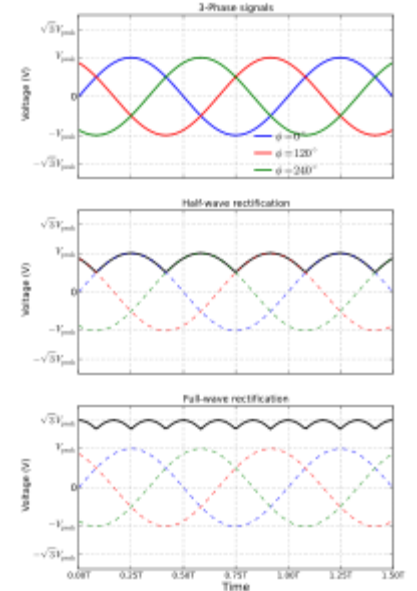 3-Phase signals
√3V_peak
V_peak
0
−V_peak
−√3V_peak
Voltage (V)
ϕ=0°
ϕ=120°
ϕ=240°
Half-wave rectification
√3V_peak
V_peak
0
−V_peak
−√3V_peak
Voltage (V)
Full-wave rectification
√3V_peak
V_peak
0
−V_peak
−√3V_peak
Voltage (V)
0.00T 0.25T 0.50T 0.75T 1.00T 1.25T 1.50T
Time